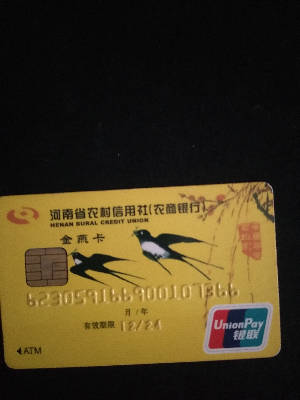 河南省农村信用社(农商银行)
HENAN RURAL CREDIT UNION
金燕卡
月/年
有效期限 12/24
ATM
UnionPay
银联